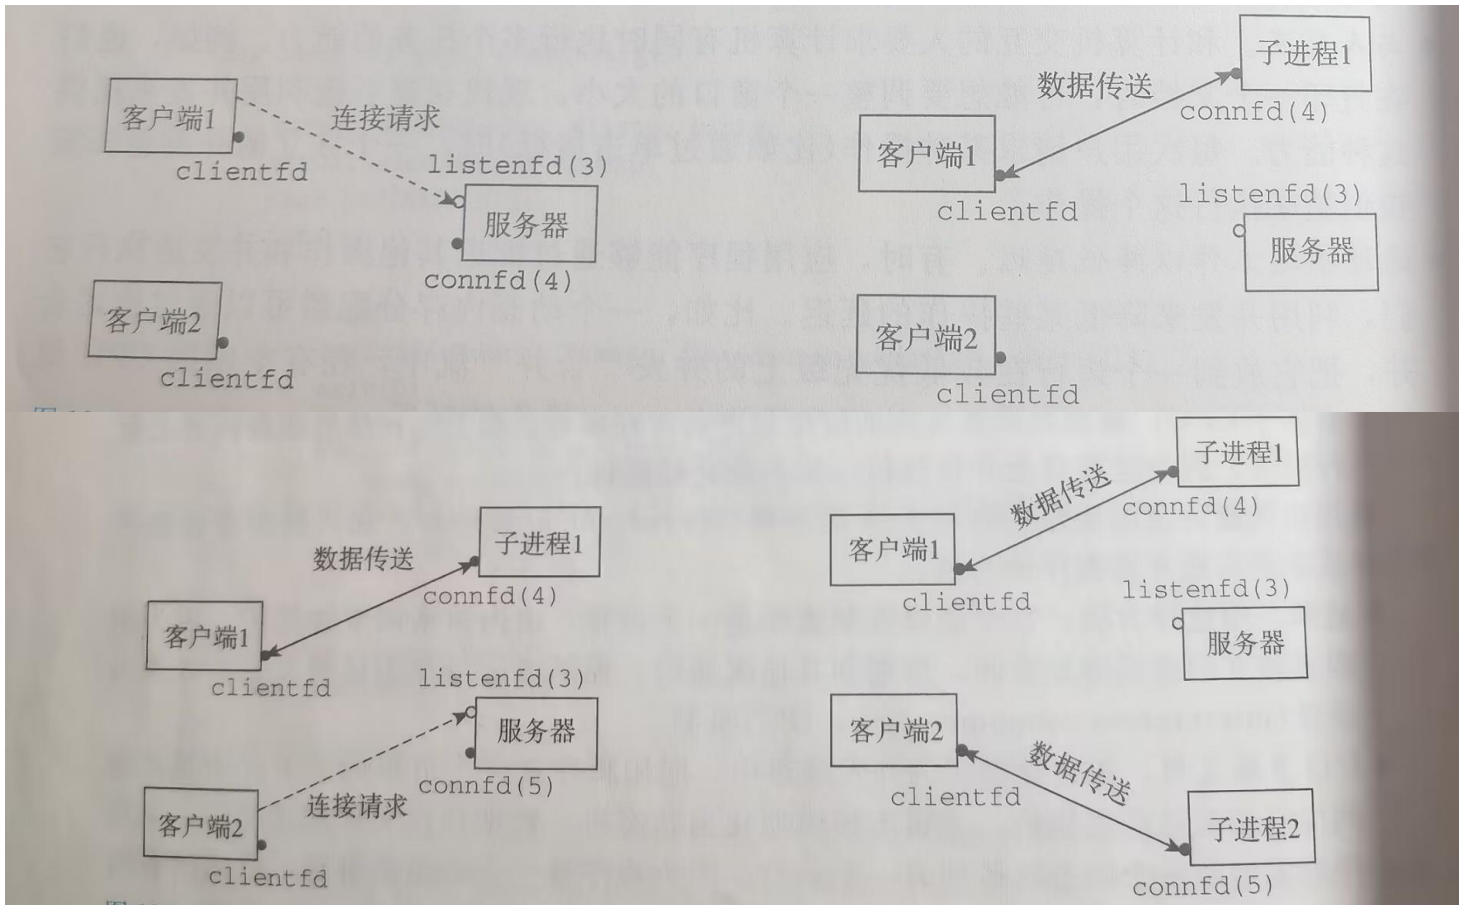 客户端1
连接请求
clientfd
listenfd(3)
服务器
connfd(4)
客户端2
clientfd
子进程1
数据传送
connfd(4)
客户端1
clientfd
listenfd(3)
服务器
客户端2
clientfd
子进程1
数据传送
connfd(4)
客户端1
clientfd
listenfd(3)
服务器
connfd(5)
连接请求
客户端2
clientfd
子进程1
数据传送
connfd(4)
客户端1
clientfd
listenfd(3)
服务器
客户端2
数据传送
clientfd
子进程2
connfd(5)